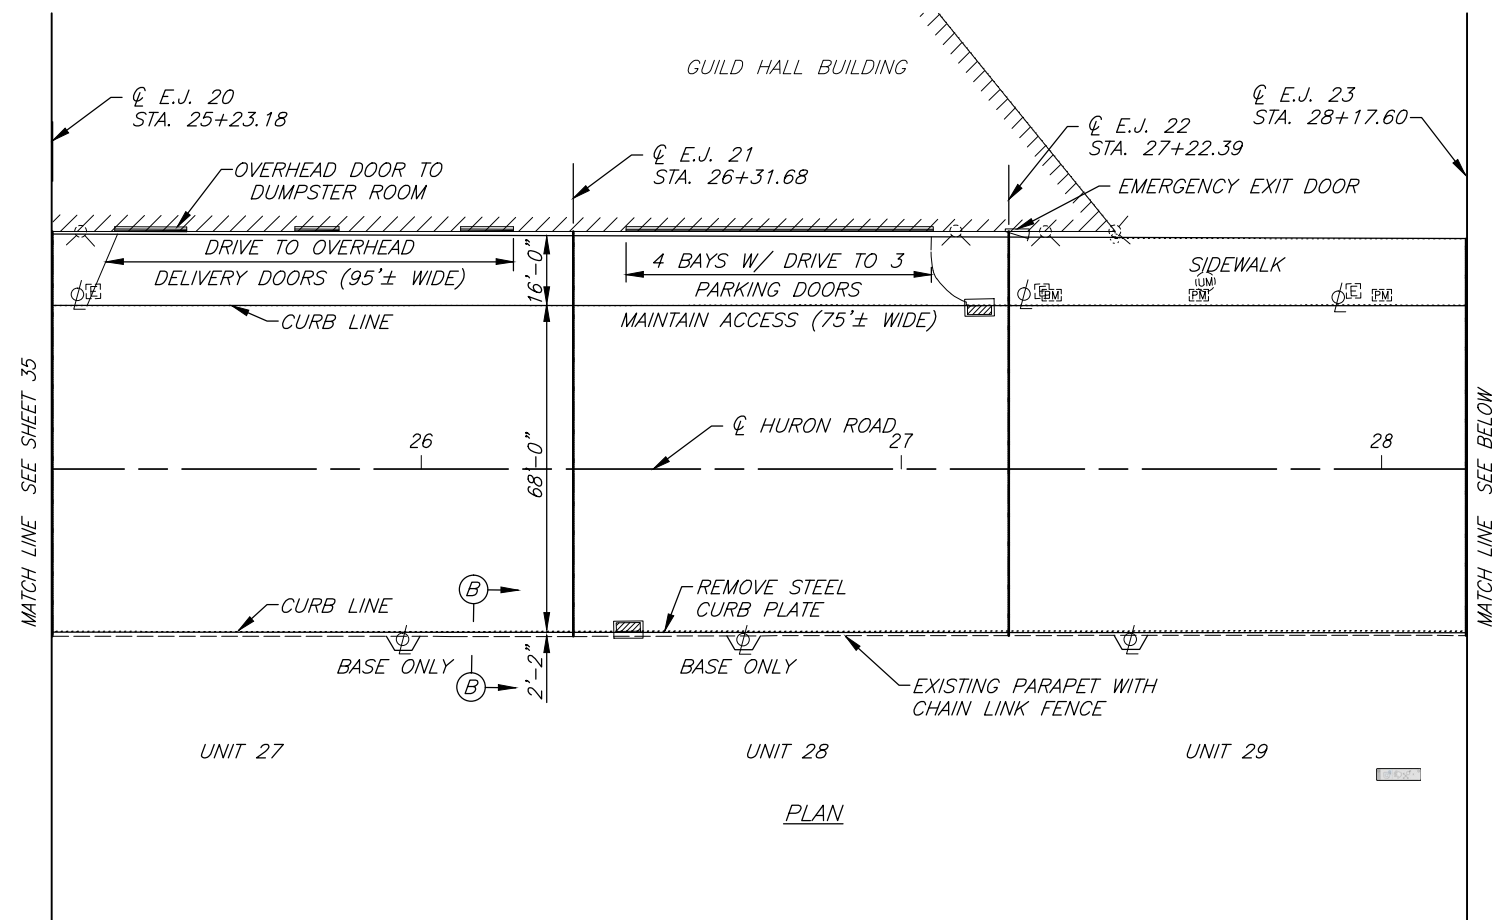 GUILD HALL BUILDING
℄ E.J. 20
STA. 25+23.18
℄ E.J. 23
STA. 28+17.60
℄ E.J. 22
STA. 27+22.39
℄ E.J. 21
STA. 26+31.68
OVERHEAD DOOR TO
DUMPSTER ROOM
EMERGENCY EXIT DOOR
DRIVE TO OVERHEAD
DELIVERY DOORS (95'± WIDE)
16'-0"
4 BAYS W/ DRIVE TO 3
PARKING DOORS
MAINTAIN ACCESS (75'± WIDE)
SIDEWALK
UM
E
E
PM
PM
E
PM
CURB LINE
MATCH LINE SEE SHEET 35
MATCH LINE SEE BELOW
℄ HURON ROAD
26
27
28
68'-0"
B
REMOVE STEEL
CURB PLATE
CURB LINE
BASE ONLY
BASE ONLY
B
2'-2"
EXISTING PARAPET WITH
CHAIN LINK FENCE
UNIT 27
UNIT 28
UNIT 29
PLAN